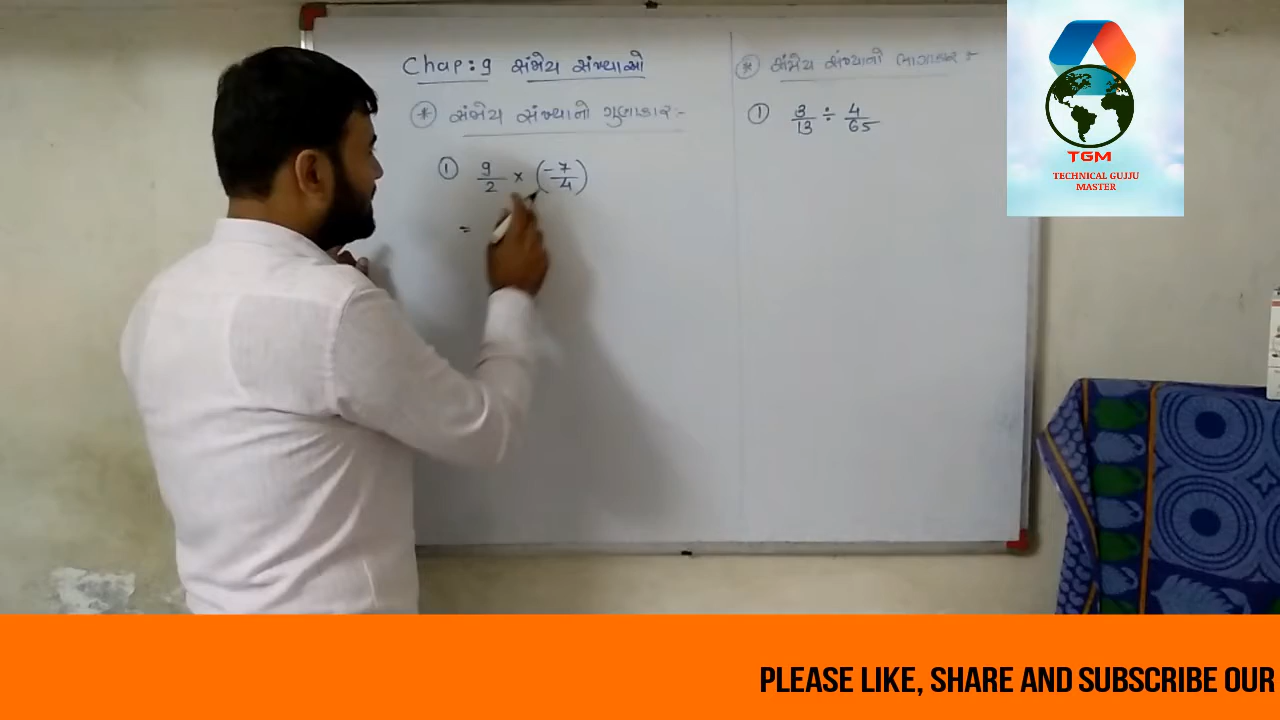 Chap: 9 સંમેય સંખ્યાઓ
* સંમેય સંખ્યાનો ગુણાકાર:-
① 9/2 × (-7/4)
=
* સંમેય સંખ્યાનો ભાગાકાર :-
① 3/13 ÷ 4/65
TGM
TECHNICAL GUJJU
MASTER
PLEASE LIKE, SHARE AND SUBSCRIBE OUR